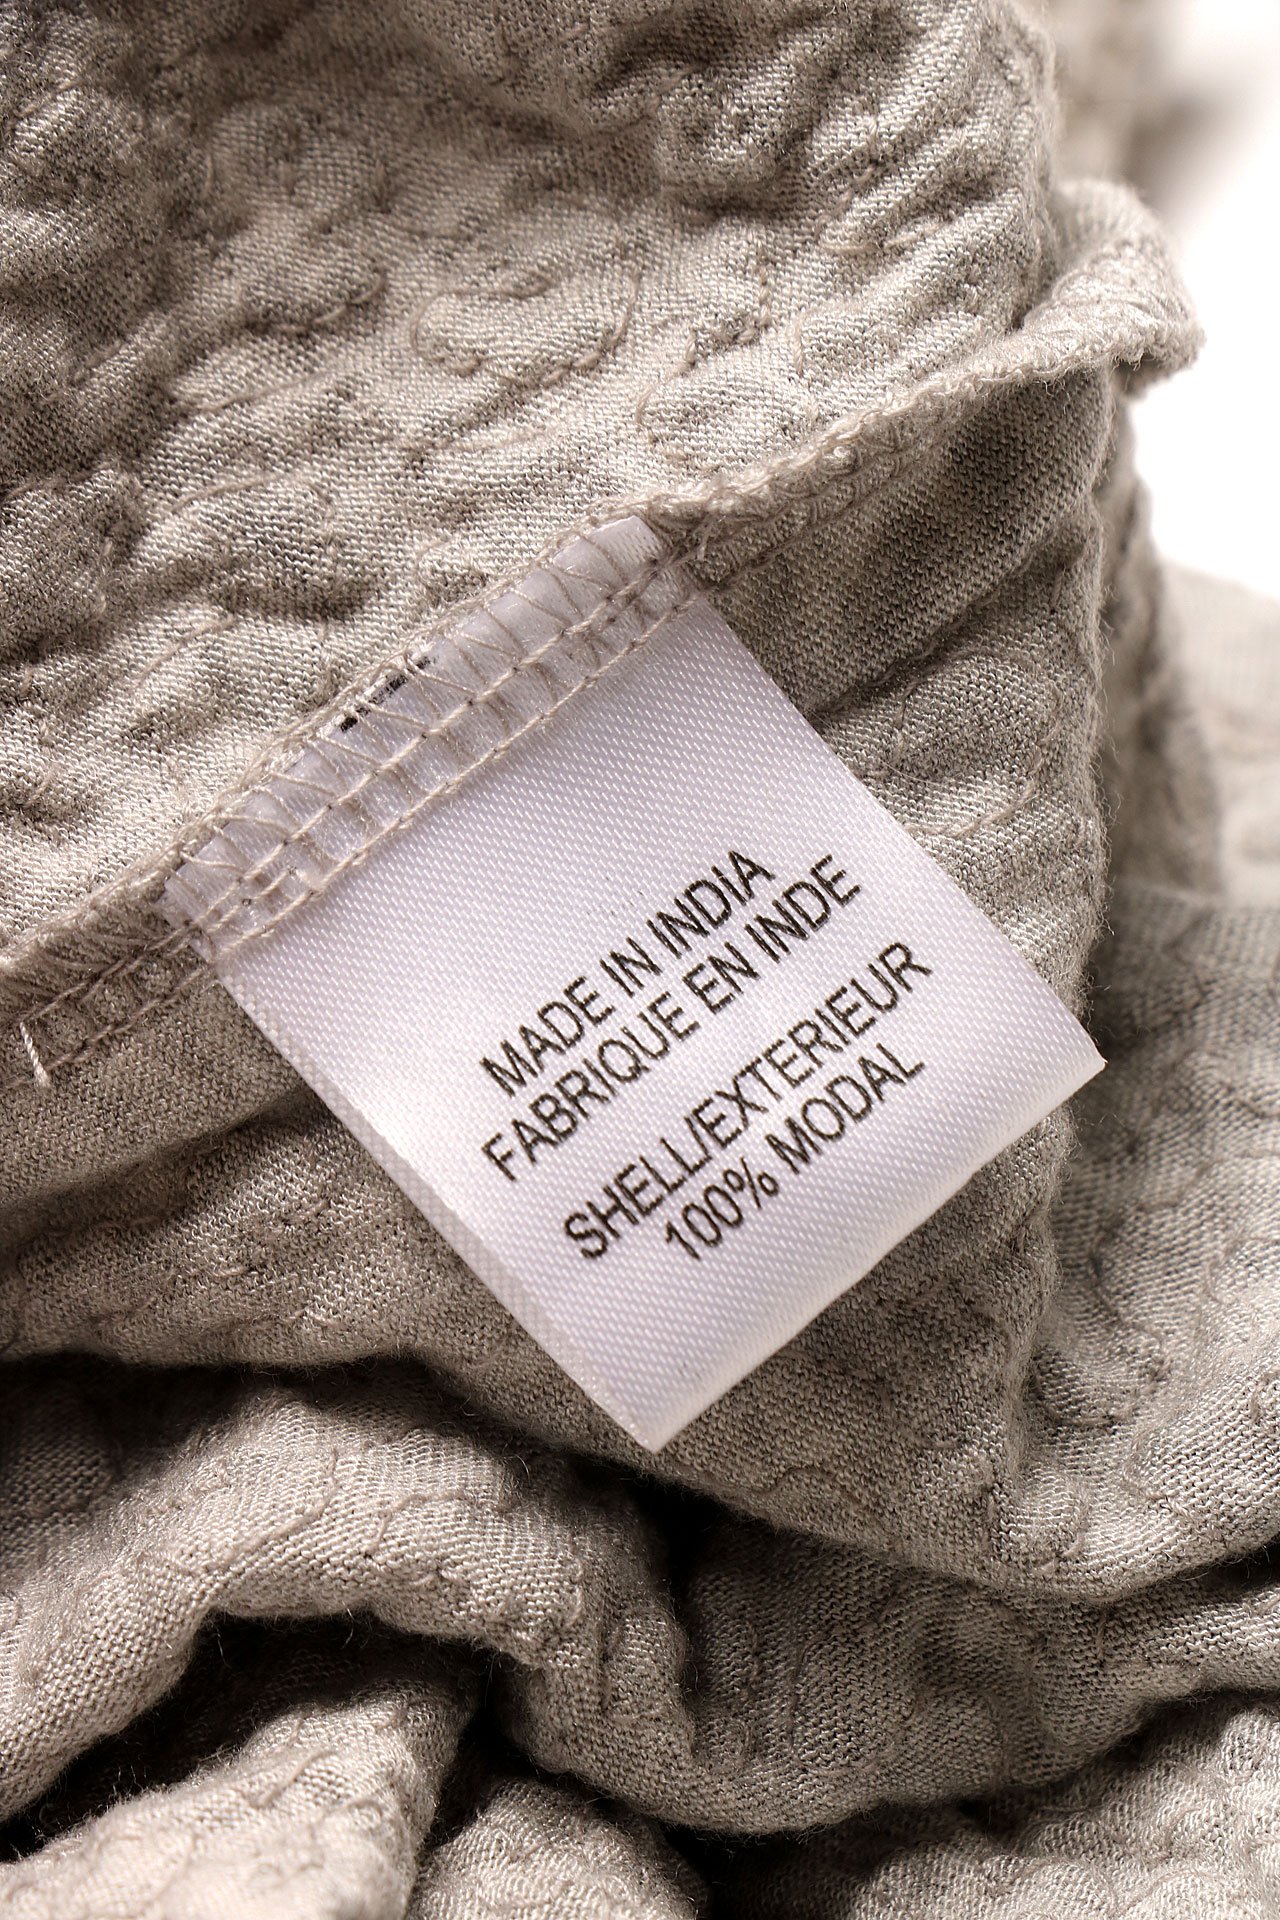 MADE IN INDIA
FABRIQUE EN INDE
SHELL/EXTERIEUR
100% MODAL